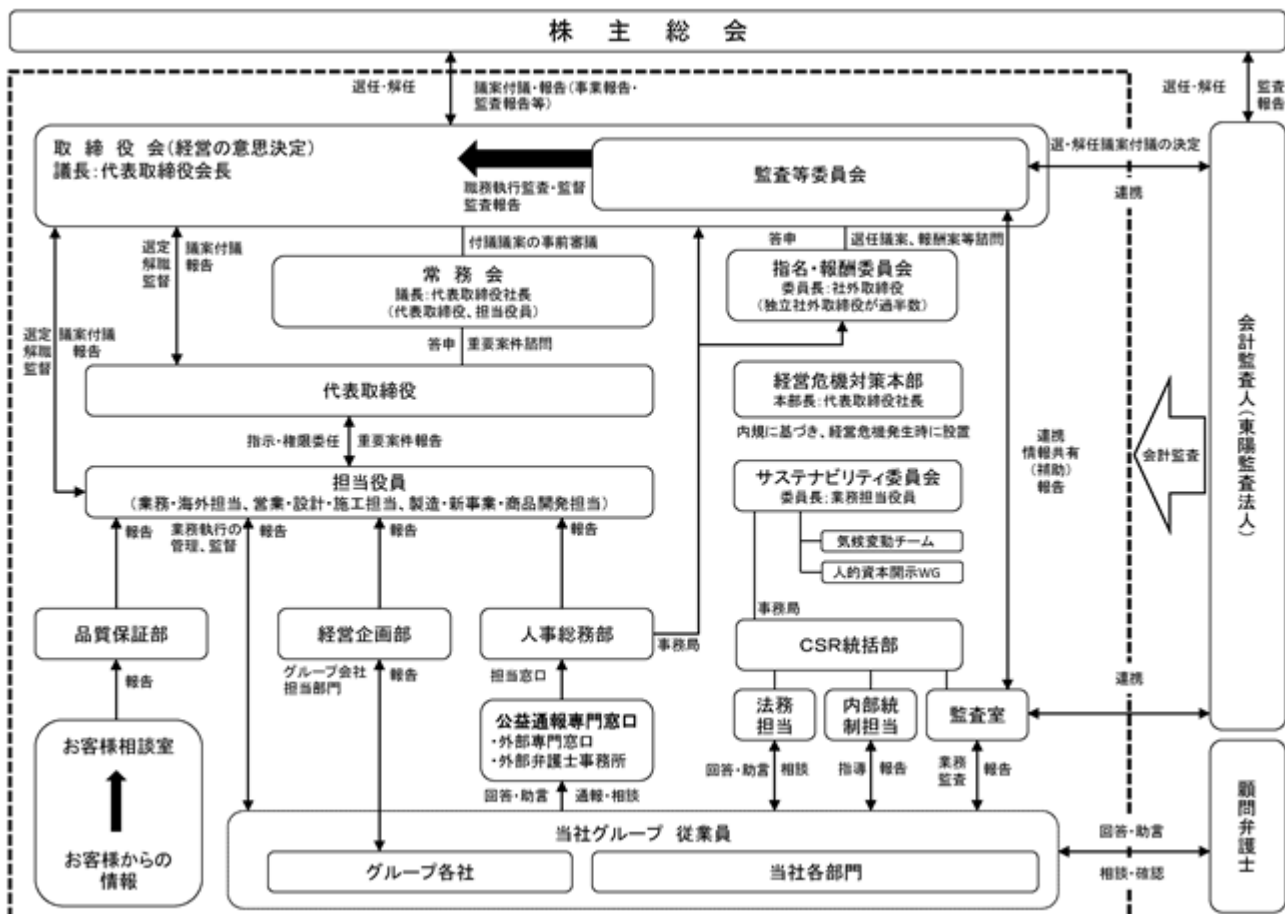 株 主 総 会
選任・解任
議案付議・報告（事業報告・
監査報告等）
選任・解任
監査
報告
取 締 役 会（経営の意思決定）
議長：代表取締役会長
職務執行監査・監督
監査報告
監査等委員会
選・解任議案付議の決定
連携
選定
解職
監督
議案付議
報告
付議議案の事前審議
常 務 会
議長：代表取締役社長
（代表取締役、担当役員）
答申
選任議案、報酬案等諮問
指名・報酬委員会
委員長：社外取締役
（独立社外取締役が過半数）
選定
解職
監督
議案付議
報告
答申
重要案件諮問
代表取締役
経営危機対策本部
本部長：代表取締役社長
内規に基づき、経営危機発生時に設置
指示・権限委任
重要案件報告
担当役員
（業務・海外担当、営業・設計・施工担当、製造・新事業・商品開発担当）
サステナビリティ委員会
委員長：業務担当役員
気候変動チーム
人的資本開示WG
連携
情報共有
（補助）
報告
会計監査
会計監査人（東陽監査法人）
報告
業務執行の
管理、監督
報告
報告
報告
事務局
品質保証部
経営企画部
人事総務部
事務局
CSR統括部
報告
グループ会社
担当部門
報告
担当窓口
法務
担当
内部統
制担当
監査室
連携
公益通報専門窓口
・外部専門窓口
・外部弁護士事務所
お客様相談室
お客様からの
情報
回答・助言
通報・相談
回答・助言
相談
指導
報告
業務
監査
報告
当社グループ 従業員
グループ各社
当社各部門
回答・助言
相談・確認
顧問弁護士